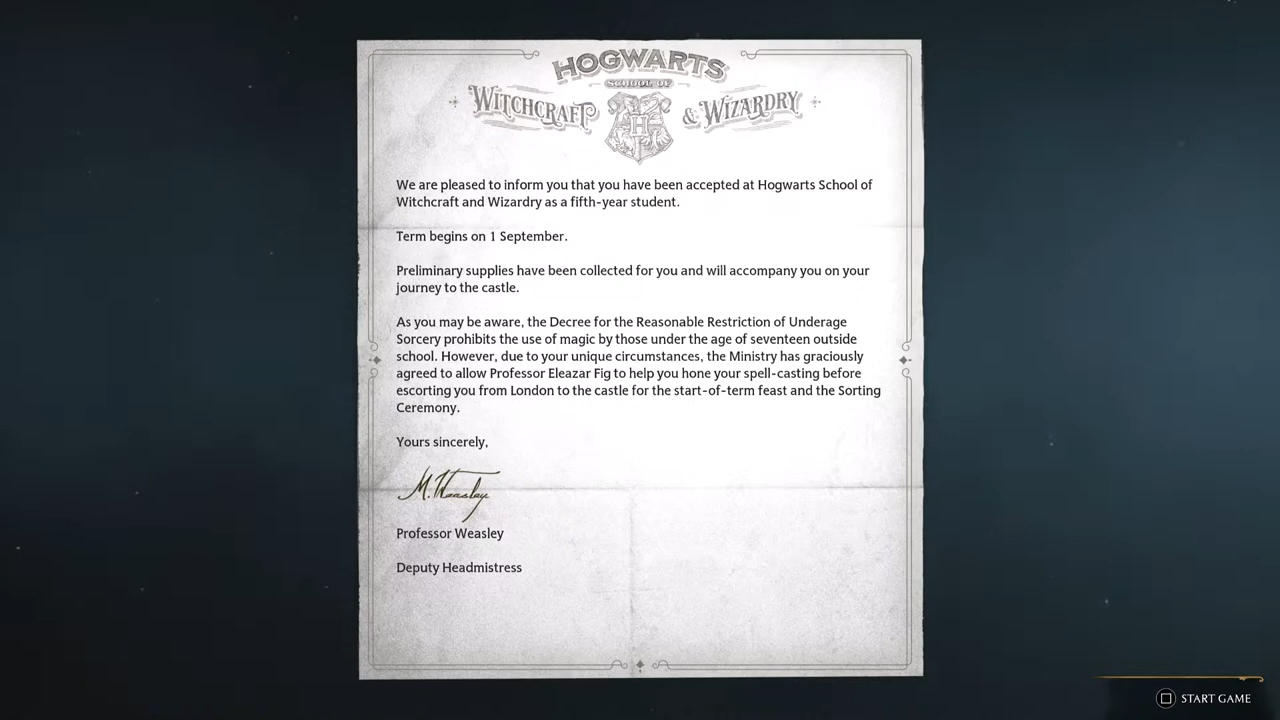 HOGWARTS
SCHOOL OF
WITCHCRAFT & WIZARDRY
H
We are pleased to inform you that you have been accepted at Hogwarts School of
Witchcraft and Wizardry as a fifth-year student.
Term begins on 1 September.
Preliminary supplies have been collected for you and will accompany you on your
journey to the castle.
As you may be aware, the Decree for the Reasonable Restriction of Underage
Sorcery prohibits the use of magic by those under the age of seventeen outside
school. However, due to your unique circumstances, the Ministry has graciously
agreed to allow Professor Eleazar Fig to help you hone your spell-casting before
escorting you from London to the castle for the start-of-term feast and the Sorting
Ceremony.
Yours sincerely,
M. Weasley
Professor Weasley
Deputy Headmistress
START GAME